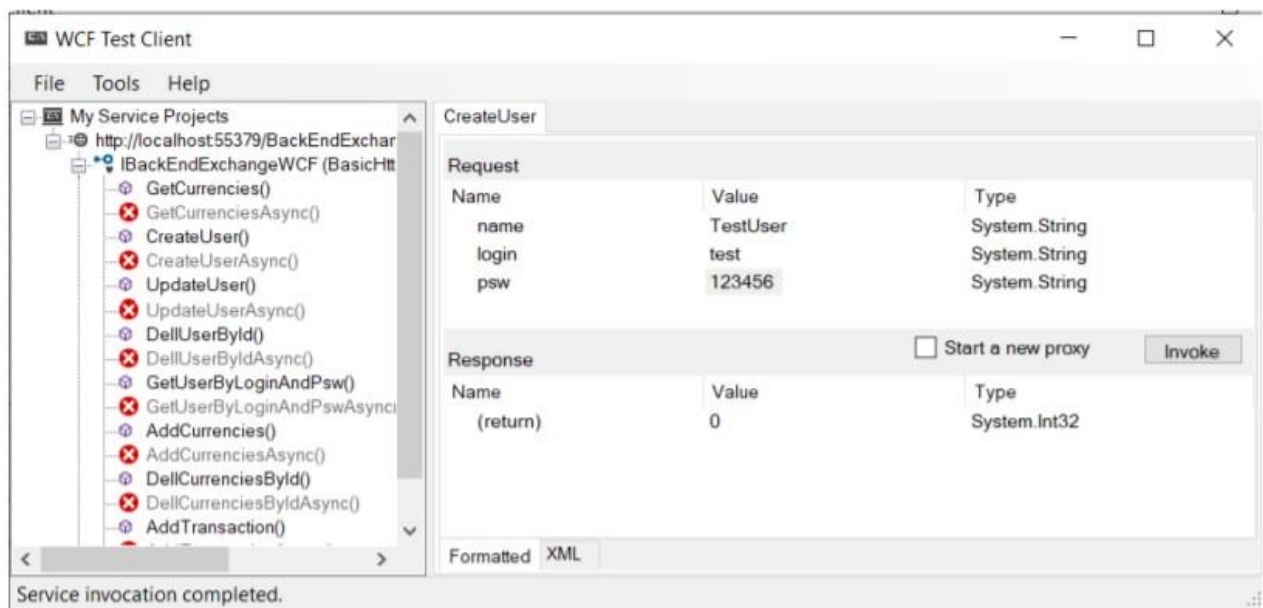 WCF Test Client
File Tools Help
My Service Projects
http://localhost:55379/BackEndExchar
IBackEndExchangeWCF (BasicHtt
GetCurrencies()
GetCurrenciesAsync()
CreateUser()
CreateUserAsync()
UpdateUser()
UpdateUserAsync()
DellUserById()
DellUserByIdAsync()
GetUserByLoginAndPsw()
GetUserByLoginAndPswAsync(
AddCurrencies()
AddCurrenciesAsync()
DellCurrenciesById()
DellCurrenciesByIdAsync()
AddTransaction()
CreateUser
Request
Name Value Type
name TestUser System.String
login test System.String
psw 123456 System.String
Response Start a new proxy Invoke
Name Value Type
(return) 0 System.Int32
Formatted XML
Service invocation completed.